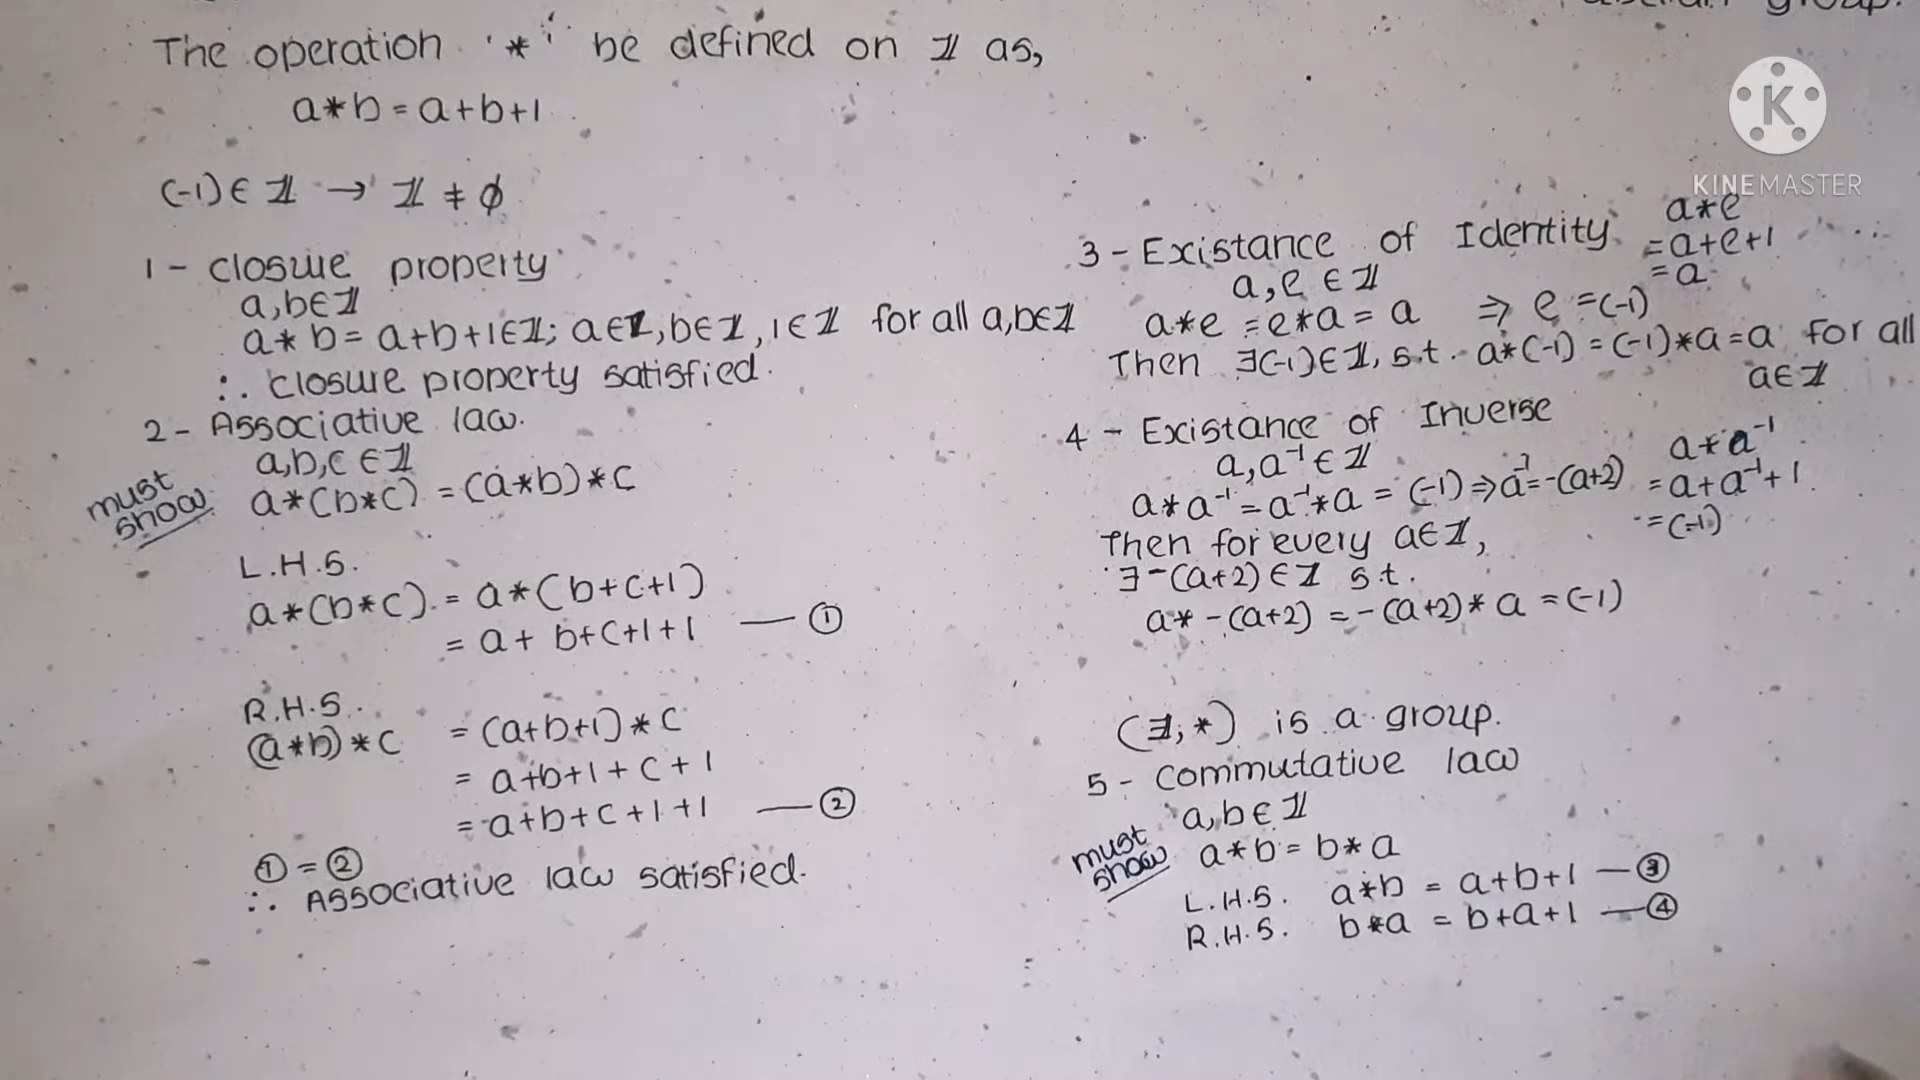 abelian group.
The operation '*' be defined on ℤ as,
a*b = a+b+1
(-1)∈ℤ → ℤ ≠ ϕ
1 - closure property
a,b∈ℤ
a*b = a+b+1∈ℤ; a∈ℤ, b∈ℤ, 1∈ℤ for all a,b∈ℤ
∴ closure property satisfied.
2 - Associative law.
a,b,c ∈ℤ
must show a*(b*c) = (a*b)*c
L.H.S.
a*(b*c) = a*(b+c+1)
= a+ b+c+1+1 — ①
R.H.S.
(a*b)*c = (a+b+1)*c
= a+b+1+c+1
= a+b+c+1+1 — ②
① = ②
∴ Associative law satisfied.
KINEMASTER
3 - Existance of Identity
a*e
= a+e+1
= a
a,e ∈ℤ
a*e = e*a = a ⇒ e = (-1)
Then ∃(-1)∈ℤ, s.t. a*(-1) = (-1)*a = a for all
a∈ℤ
4 - Existance of Inverse
a,a⁻¹∈ℤ
a*a⁻¹ = a⁻¹*a = (-1) ⇒ a⁻¹ = -(a+2)
a*a⁻¹
= a+a⁻¹+1
= (-1)
Then for every a∈ℤ,
∃ -(a+2)∈ℤ s.t.
a* -(a+2) = -(a+2)* a = (-1)
(ℤ,*) is a group.
5 - commutative law
a,b∈ℤ
must show a*b = b*a
L.H.S. a*b = a+b+1 — ③
R.H.S. b*a = b+a+1 — ④